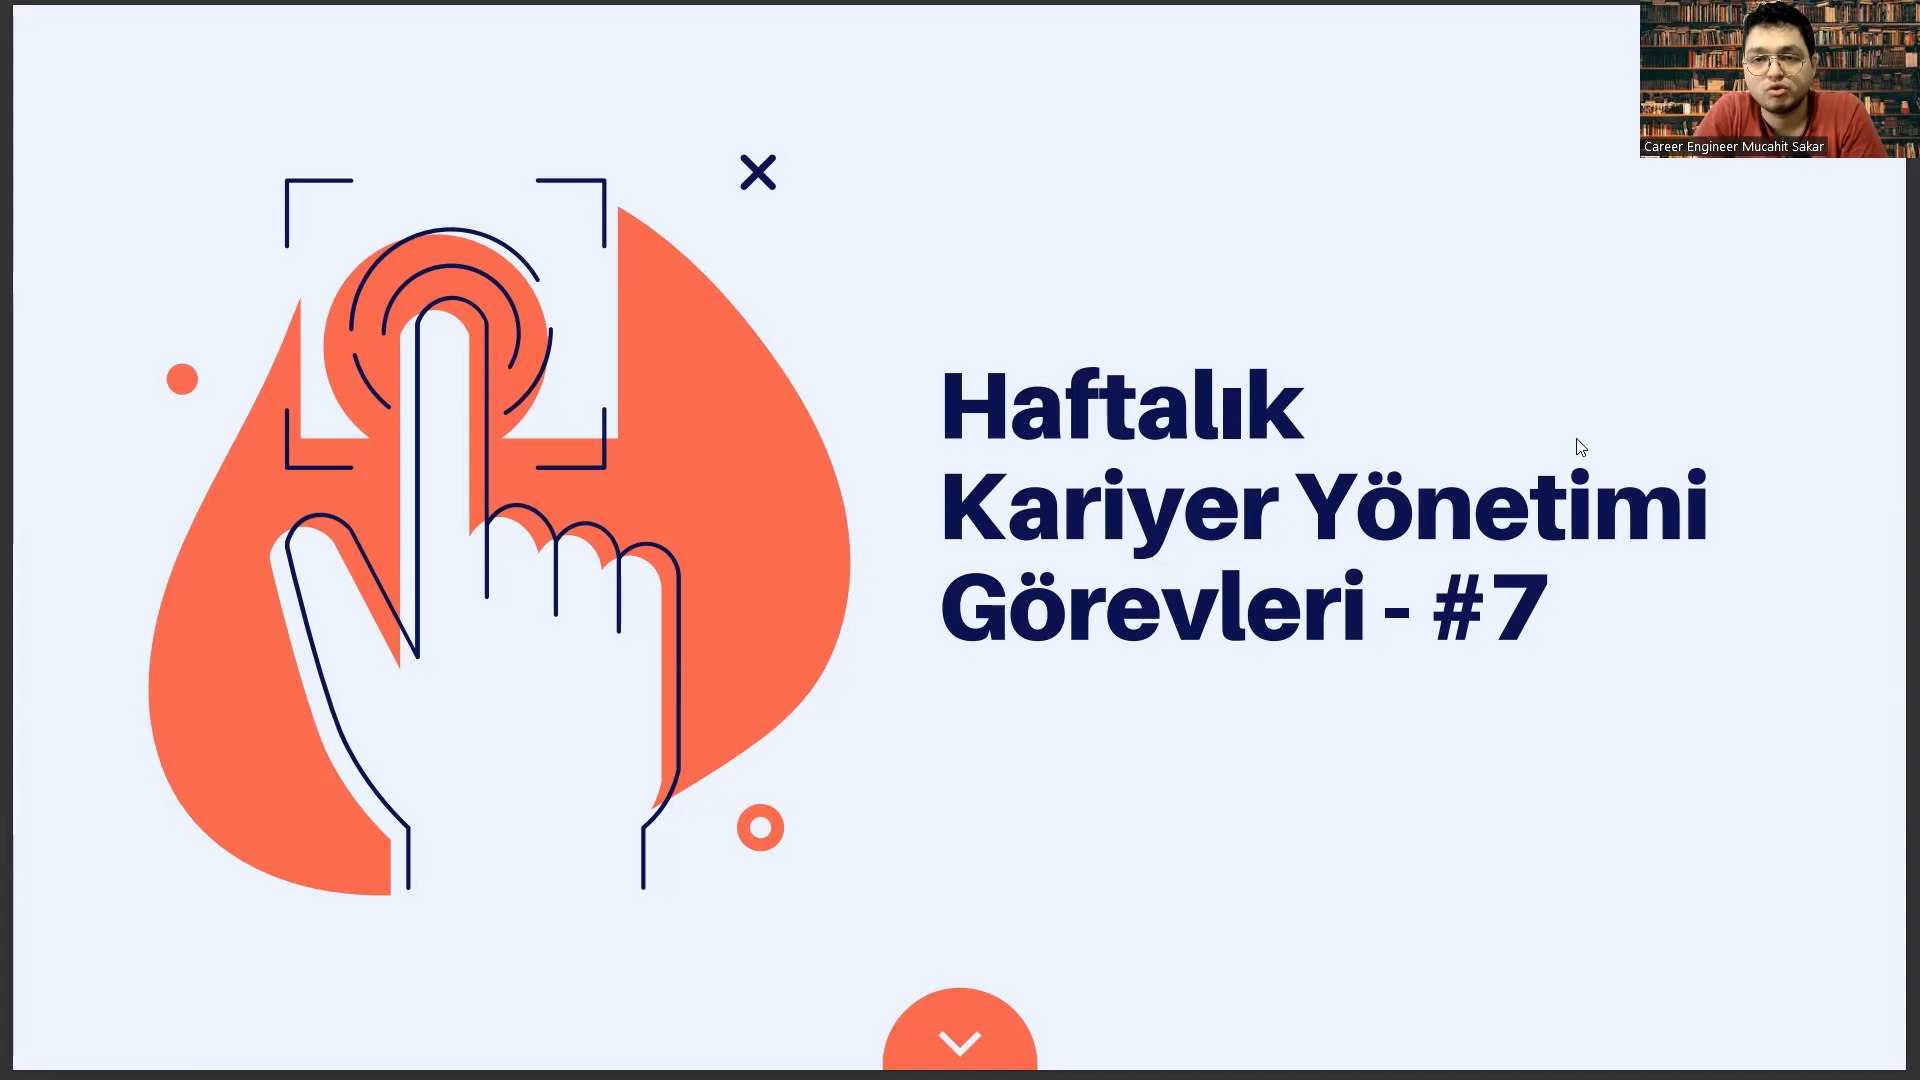 Career Engineer Mucahit Sakar
Haftalık
Kariyer Yönetimi
Görevleri - #7